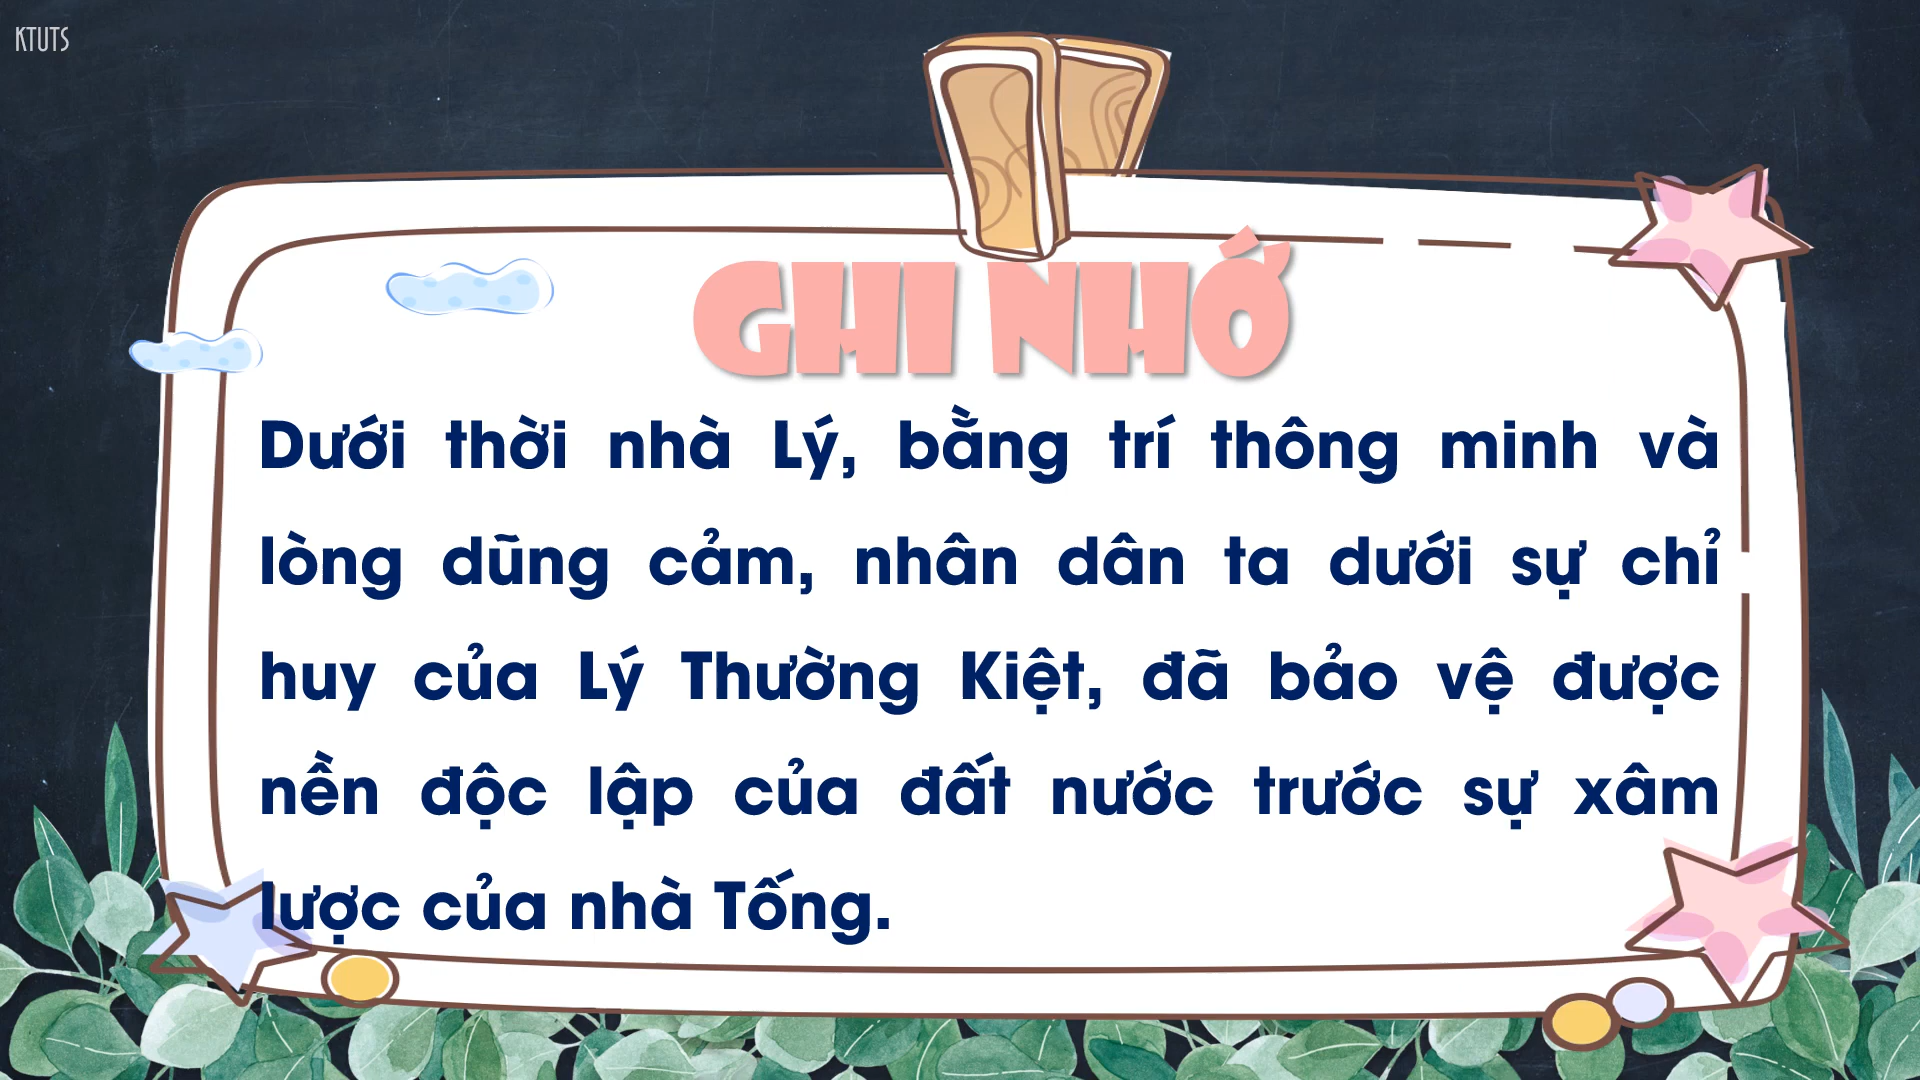 KTUTS
GHI NHỚ
Dưới thời nhà Lý, bằng trí thông minh và
lòng dũng cảm, nhân dân ta dưới sự chỉ
huy của Lý Thường Kiệt, đã bảo vệ được
nền độc lập của đất nước trước sự xâm
lược của nhà Tống.